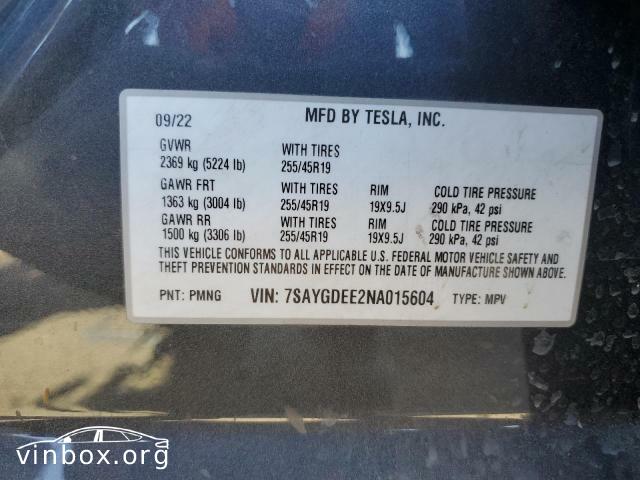 09/22 MFD BY TESLA, INC.
GVWR WITH TIRES
2369 kg (5224 lb) 255/45R19
GAWR FRT WITH TIRES RIM COLD TIRE PRESSURE
1363 kg (3004 lb) 255/45R19 19X9.5J 290 kPa, 42 psi
GAWR RR WITH TIRES RIM COLD TIRE PRESSURE
1500 kg (3306 lb) 255/45R19 19X9.5J 290 kPa, 42 psi
THIS VEHICLE CONFORMS TO ALL APPLICABLE U.S. FEDERAL MOTOR VEHICLE SAFETY AND
THEFT PREVENTION STANDARDS IN EFFECT ON THE DATE OF MANUFACTURE SHOWN ABOVE.
PNT: PMNG VIN: 7SAYGDEE2NA015604 TYPE: MPV
vinbox.org